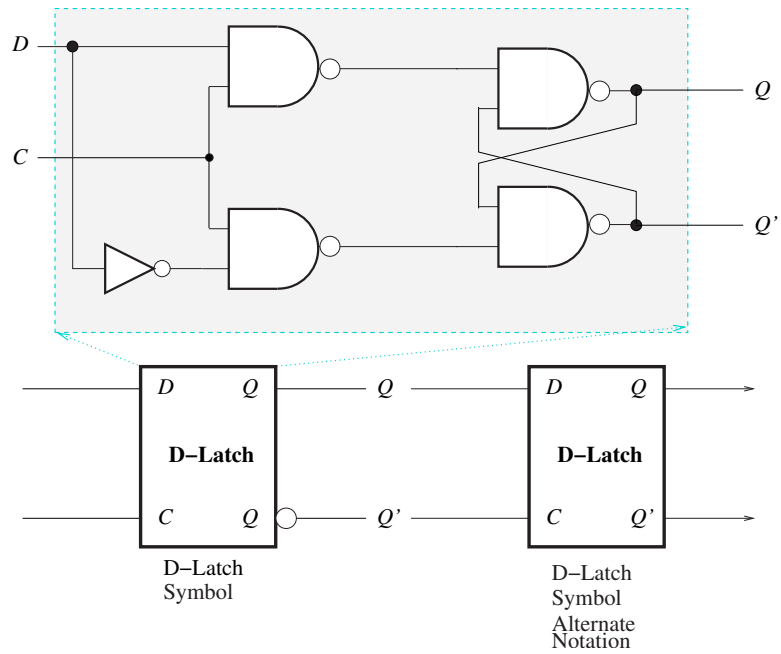 D
Q
C
Q'
D Q Q D Q
D−Latch D−Latch
C Q Q' C Q'
D−Latch
Symbol
D−Latch
Symbol
Alternate
Notation